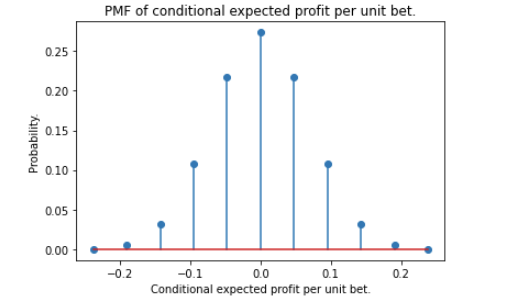 PMF of conditional expected profit per unit bet.
0.25
0.20
0.15
0.10
0.05
0.00
Probability.
−0.2 −0.1 0.0 0.1 0.2
Conditional expected profit per unit bet.